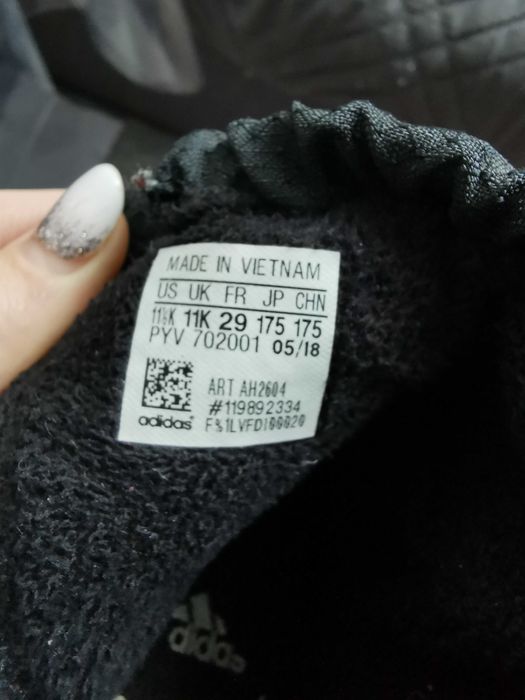 MADE IN VIETNAM
US UK FR JP CHN
11½K 11K 29 175 175
PYV 702001 05/18
ART AH2604
#119892334
adidas
adidas